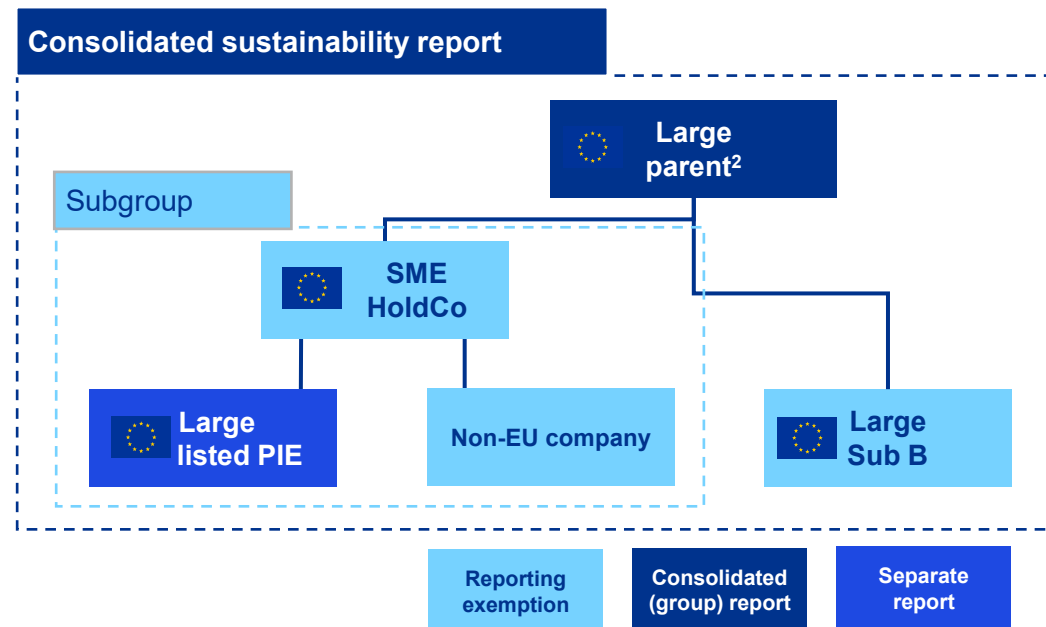 Consolidated sustainability report
Large
parent²
Subgroup
SME
HoldCo
Large
listed PIE
Non-EU company
Large
Sub B
Reporting
exemption
Consolidated
(group) report
Separate
report